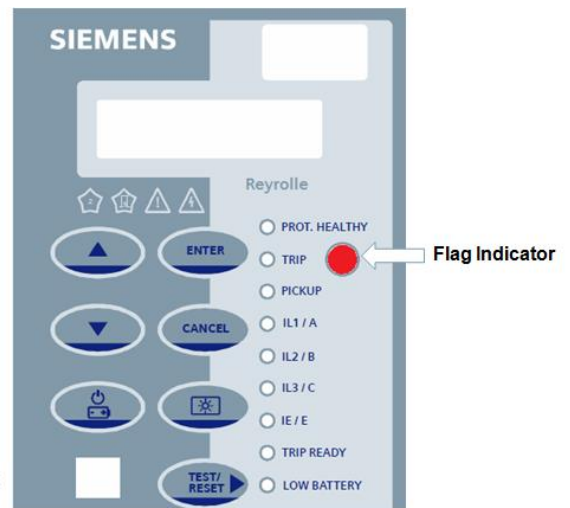 SIEMENS
Reyrolle
PROT. HEALTHY
ENTER
TRIP
Flag Indicator
PICKUP
CANCEL
IL1 / A
IL2 / B
IL3 / C
IE / E
TRIP READY
TEST/
RESET
LOW BATTERY